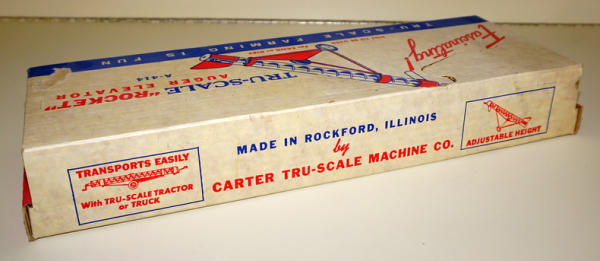 TRU-SCALE FARMING IS FUN
Fascinating!
TRU-SCALE "ROCKET"
AUGER ELEVATOR
A-414
MADE IN ROCKFORD, ILLINOIS
by
CARTER TRU-SCALE MACHINE CO.
TRANSPORTS EASILY
With TRU-SCALE TRACTOR
or TRUCK
ADJUSTABLE HEIGHT